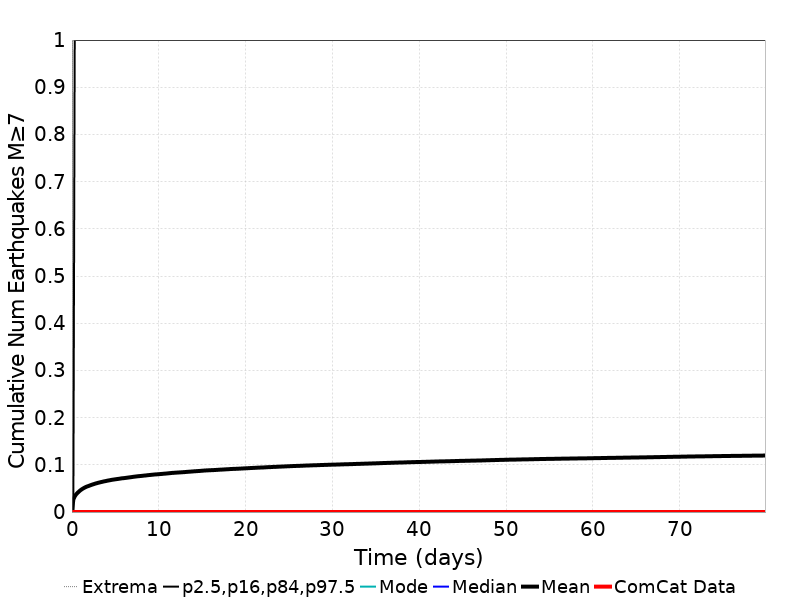 Cumulative Num Earthquakes M≥7
1
0.9
0.8
0.7
0.6
0.5
0.4
0.3
0.2
0.1
0
0 10 20 30 40 50 60 70
Time (days)
Extrema p2.5,p16,p84,p97.5 Mode Median Mean ComCat Data